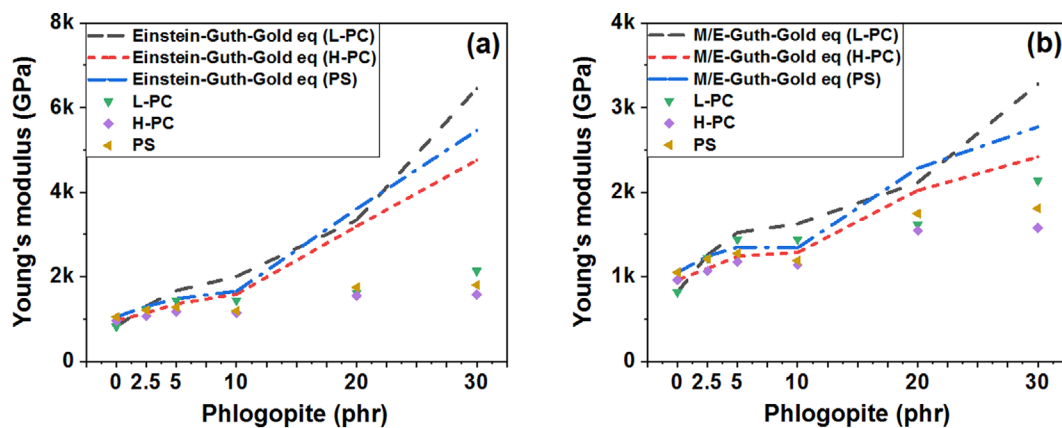 (a)
Einstein-Guth-Gold eq (L-PC)
Einstein-Guth-Gold eq (H-PC)
Einstein-Guth-Gold eq (PS)
L-PC
H-PC
PS
Young's modulus (GPa)
8k
6k
4k
2k
0
0 2.5 5 10 20 30
Phlogopite (phr)
(b)
M/E-Guth-Gold eq (L-PC)
M/E-Guth-Gold eq (H-PC)
M/E-Guth-Gold eq (PS)
L-PC
H-PC
PS
Young's modulus (GPa)
4k
3k
2k
1k
0
0 2.5 5 10 20 30
Phlogopite (phr)